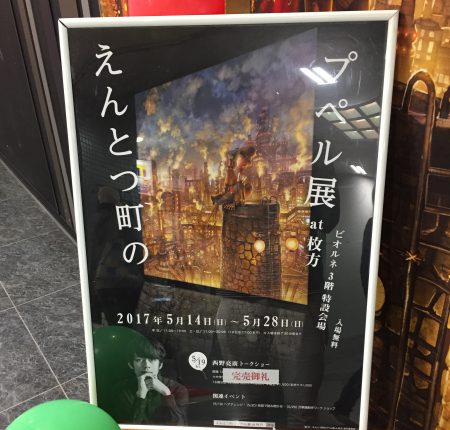 えんとつ町の
プペル展
at 枚方
ビオルネ 3階 特設会場
入場無料
2017年5月14日(日)〜5月28日(日)
5/19
西野亮廣 トークショー
完売御礼
関連イベント